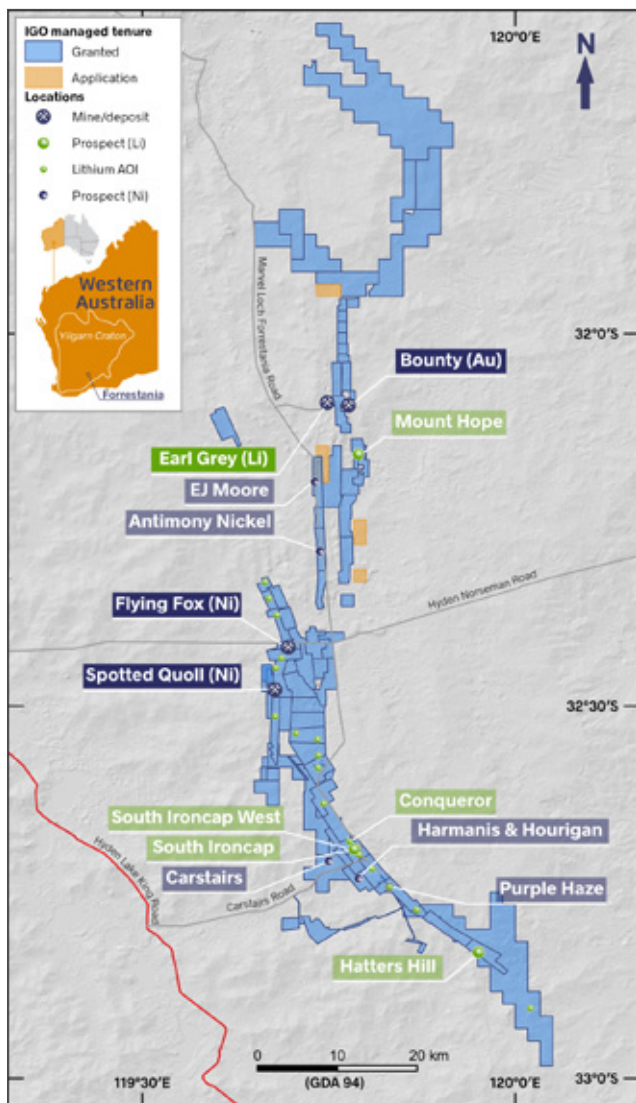 IGO managed tenure
Granted
Application
Locations
Mine/deposit
Prospect (Li)
Lithium AOI
Prospect (Ni)
Western
Australia
Yilgarn Craton
Forrestania
120°0'E
N
Marvel Loch Forrestania Road
32°0'S
Bounty (Au)
Mount Hope
Earl Grey (Li)
EJ Moore
Antimony Nickel
Hyden Norseman Road
Flying Fox (Ni)
Spotted Quoll (Ni)
32°30'S
South Ironcap West
Conqueror
South Ironcap
Harmanis & Hourigan
Carstairs
Purple Haze
Hyden Lake King Road
Carstairs Road
Hatters Hill
0 10 20 km
(GDA 94)
119°30'E
120°0'E
33°0'S